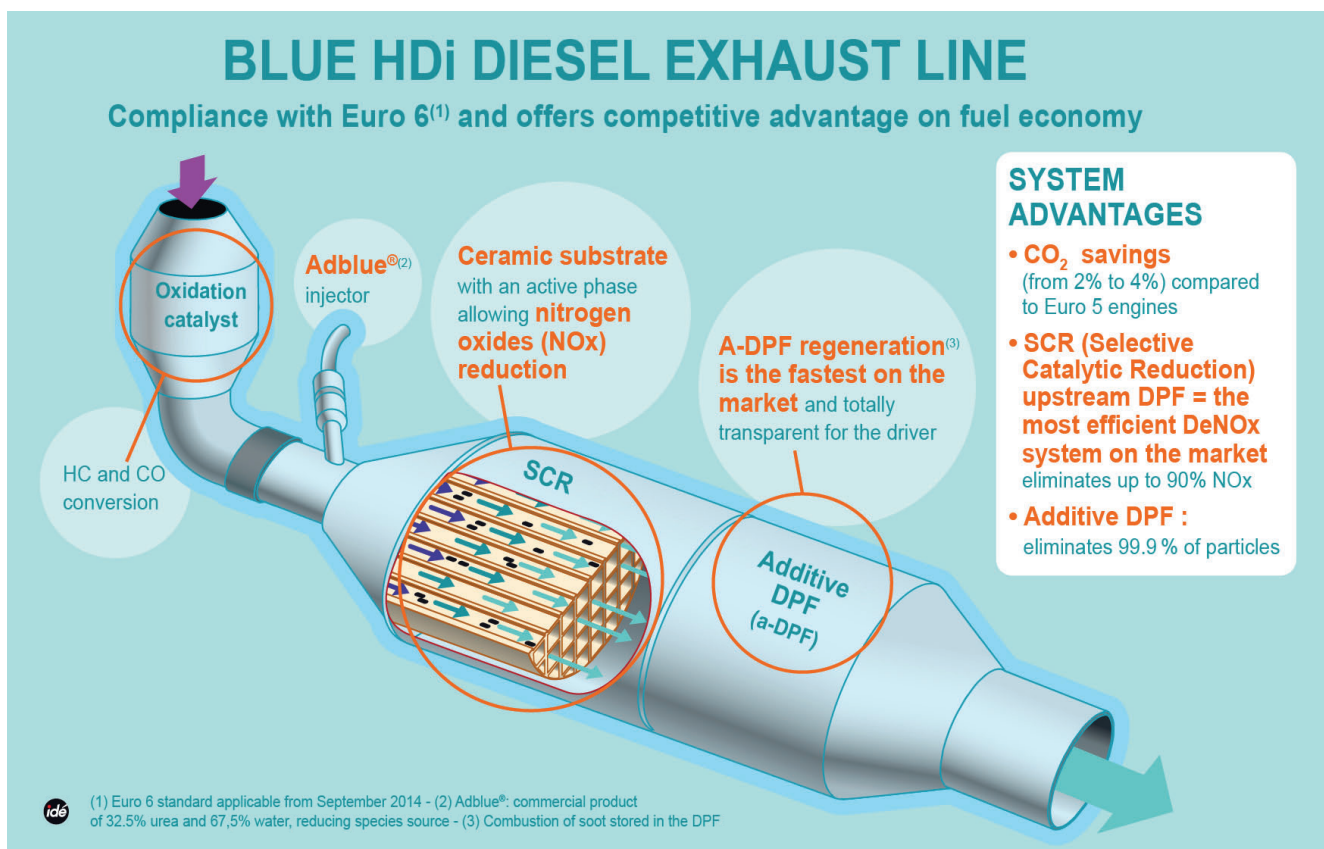 BLUE HDi DIESEL EXHAUST LINE
Compliance with Euro 6(1) and offers competitive advantage on fuel economy
Oxidation
catalyst
HC and CO
conversion
Adblue®(2)
injector
Ceramic substrate
with an active phase
allowing nitrogen
oxides (NOx)
reduction
SCR
A-DPF regeneration(3)
is the fastest on the
market and totally
transparent for the driver
Additive
DPF
(a-DPF)
SYSTEM
ADVANTAGES
• CO2 savings
(from 2% to 4%) compared
to Euro 5 engines
• SCR (Selective
Catalytic Reduction)
upstream DPF = the
most efficient DeNOx
system on the market
eliminates up to 90% NOx
• Additive DPF :
eliminates 99.9 % of particles
idé
(1) Euro 6 standard applicable from September 2014 - (2) Adblue®: commercial product
of 32.5% urea and 67,5% water, reducing species source - (3) Combustion of soot stored in the DPF